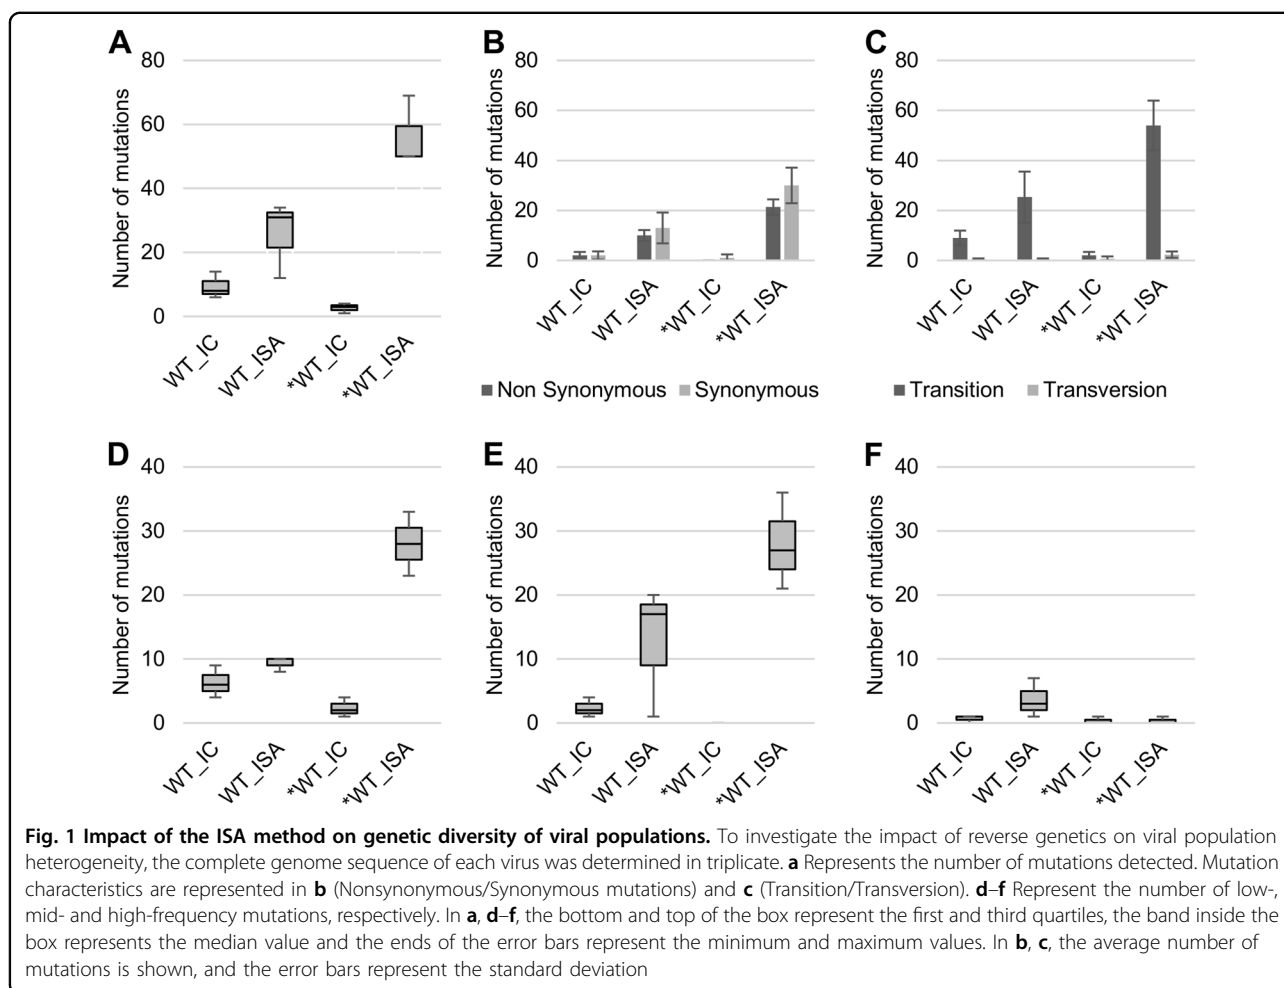 A
80
60
40
20
0
Number of mutations
WT_IC
WT_ISA
*WT_IC
*WT_ISA
B
80
60
40
20
0
Number of mutations
WT_IC
WT_ISA
*WT_IC
*WT_ISA
Non Synonymous Synonymous
C
80
60
40
20
0
Number of mutations
WT_IC
WT_ISA
*WT_IC
*WT_ISA
Transition Transversion
D
40
30
20
10
0
Number of mutations
WT_IC
WT_ISA
*WT_IC
*WT_ISA
E
40
30
20
10
0
Number of mutations
WT_IC
WT_ISA
*WT_IC
*WT_ISA
F
40
30
20
10
0
Number of mutations
WT_IC
WT_ISA
*WT_IC
*WT_ISA
Fig. 1 Impact of the ISA method on genetic diversity of viral populations. To investigate the impact of reverse genetics on viral population
heterogeneity, the complete genome sequence of each virus was determined in triplicate. a Represents the number of mutations detected. Mutation
characteristics are represented in b (Nonsynonymous/Synonymous mutations) and c (Transition/Transversion). d–f Represent the number of low-,
mid- and high-frequency mutations, respectively. In a, d–f, the bottom and top of the box represent the first and third quartiles, the band inside the
box represents the median value and the ends of the error bars represent the minimum and maximum values. In b, c, the average number of
mutations is shown, and the error bars represent the standard deviation